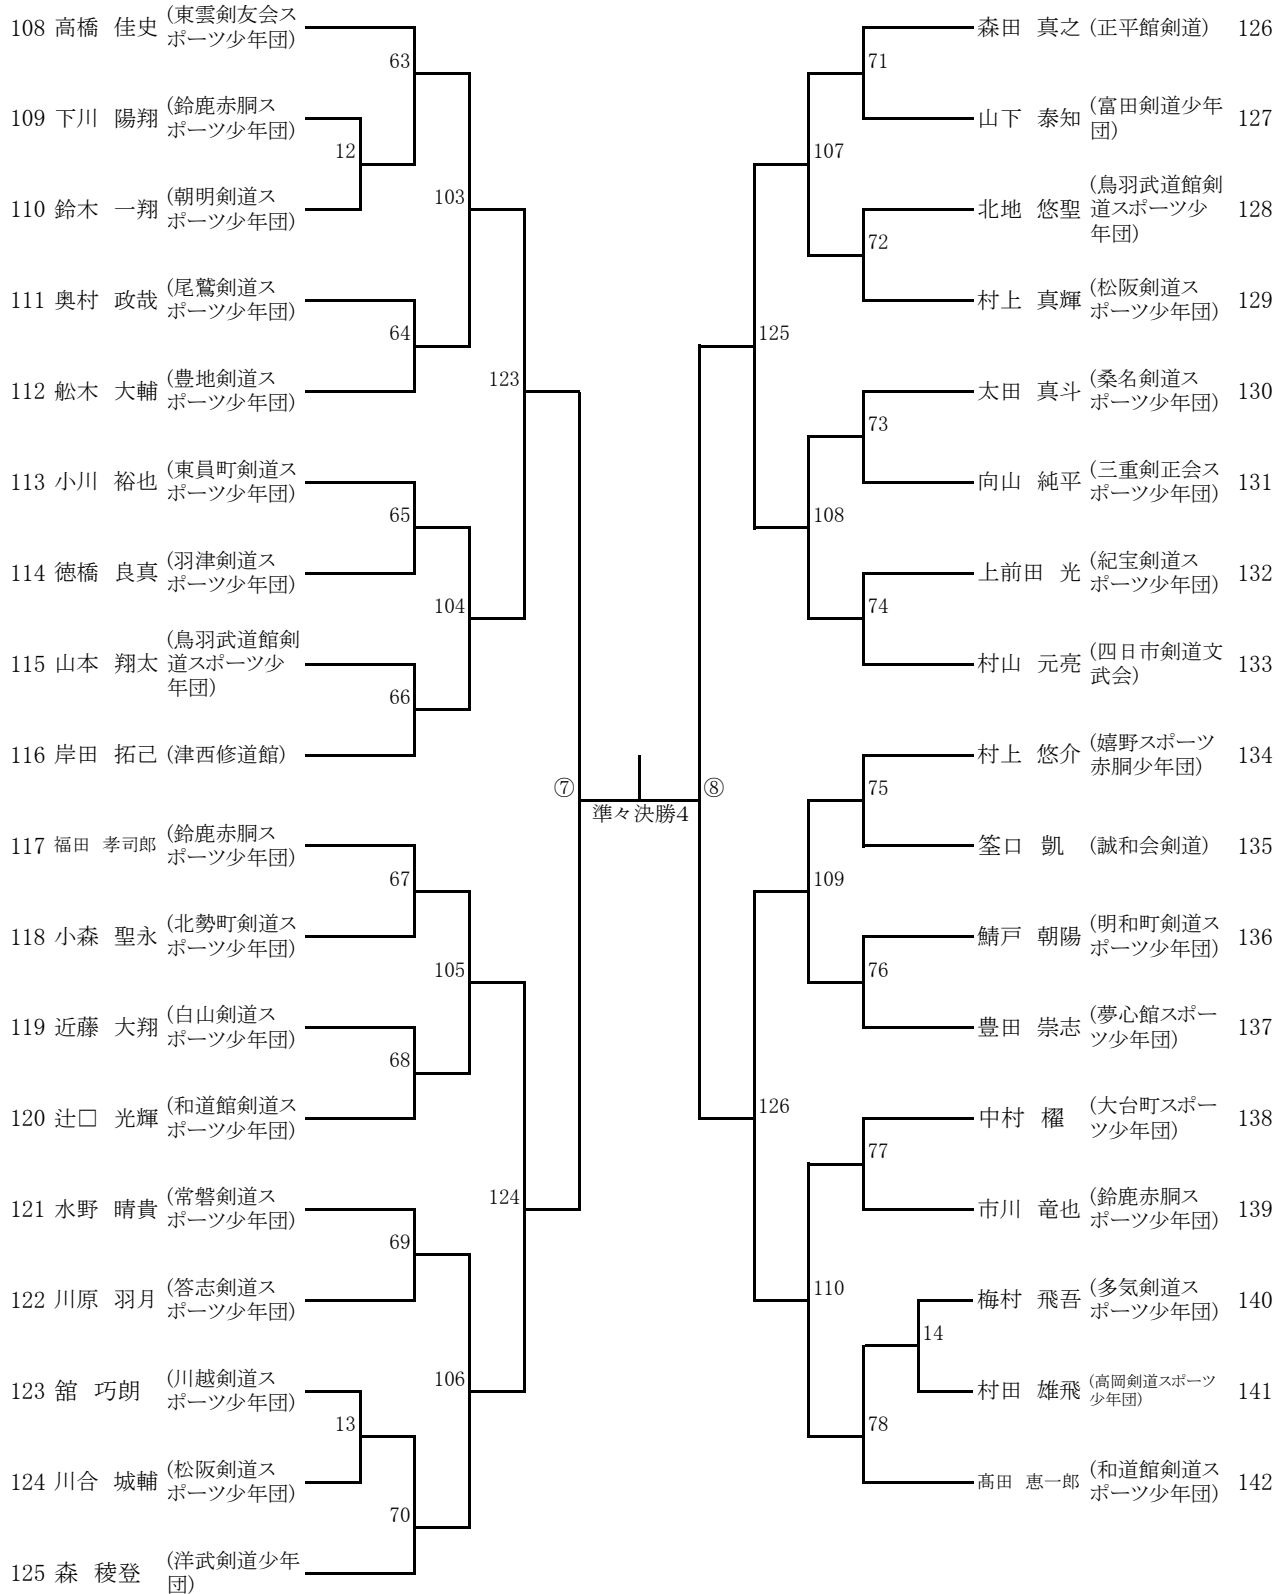 108 高橋 佳史 (東雲剣友会ス
ポーツ少年団)
63
109 下川 陽翔 (鈴鹿赤胴ス
ポーツ少年団)
12
110 鈴木 一翔 (朝明剣道ス
ポーツ少年団)
103
111 奥村 政哉 (尾鷲剣道ス
ポーツ少年団)
64
112 舩木 大輔 (豊地剣道ス
ポーツ少年団)
123
113 小川 裕也 (東員町剣道ス
ポーツ少年団)
65
114 徳橋 良真 (羽津剣道ス
ポーツ少年団)
104
115 山本 翔太 (鳥羽武道館剣
道スポーツ少
年団)
66
116 岸田 拓己 (津西修道館)
⑦
117 福田 孝司郎 (鈴鹿赤胴ス
ポーツ少年団)
67
118 小森 聖永 (北勢町剣道ス
ポーツ少年団)
105
119 近藤 大翔 (白山剣道ス
ポーツ少年団)
68
120 辻□ 光輝 (和道館剣道ス
ポーツ少年団)
124
121 水野 晴貴 (常磐剣道ス
ポーツ少年団)
69
122 川原 羽月 (答志剣道ス
ポーツ少年団)
106
123 舘 巧朗 (川越剣道ス
ポーツ少年団)
13
124 川合 城輔 (松阪剣道ス
ポーツ少年団)
70
125 森 稜登 (洋武剣道少年
団)
準々決勝4
森田 真之 (正平館剣道) 126
71
山下 泰知 (富田剣道少年
団) 127
107
北地 悠聖 (鳥羽武道館剣
道スポーツ少
年団) 128
72
村上 真輝 (松阪剣道ス
ポーツ少年団) 129
125
太田 真斗 (桑名剣道ス
ポーツ少年団) 130
73
向山 純平 (三重剣正会ス
ポーツ少年団) 131
108
上前田 光 (紀宝剣道ス
ポーツ少年団) 132
74
村山 元亮 (四日市剣道文
武会) 133
⑧
村上 悠介 (嬉野スポーツ
赤胴少年団) 134
75
筌口 凱 (誠和会剣道) 135
109
鯖戸 朝陽 (明和町剣道ス
ポーツ少年団) 136
76
豊田 崇志 (夢心館スポー
ツ少年団) 137
126
中村 櫂 (大台町スポー
ツ少年団) 138
77
市川 竜也 (鈴鹿赤胴ス
ポーツ少年団) 139
110
梅村 飛吾 (多気剣道ス
ポーツ少年団) 140
14
村田 雄飛 (高岡剣道スポーツ
少年団) 141
78
髙田 恵一郎 (和道館剣道ス
ポーツ少年団) 142